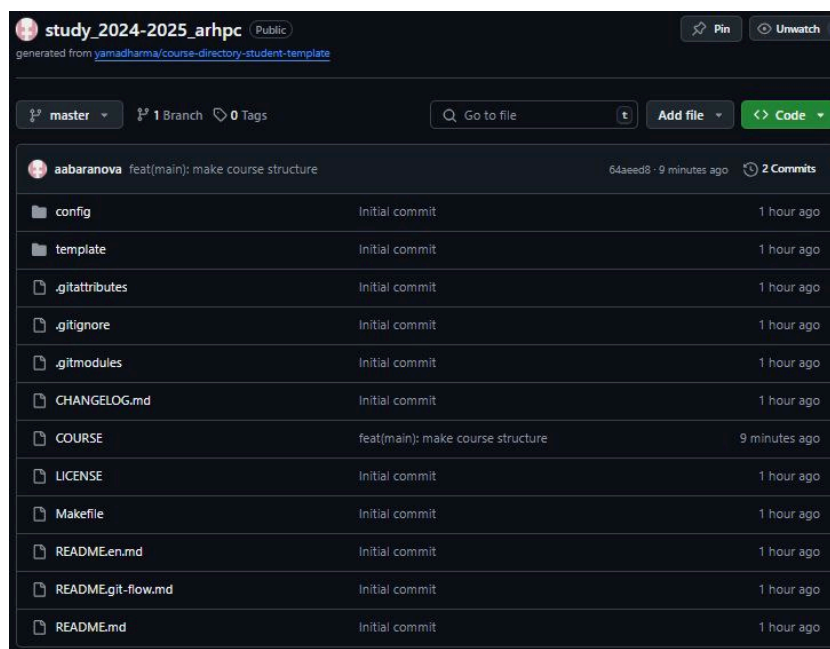 study_2024-2025_arhpc Public Pin Unwatch
generated from yamadharma/course-directory-student-template
master 1 Branch 0 Tags Go to file t Add file <> Code
aabaranova feat(main): make course structure 64aeed8 · 9 minutes ago 2 Commits
config Initial commit 1 hour ago
template Initial commit 1 hour ago
.gitattributes Initial commit 1 hour ago
.gitignore Initial commit 1 hour ago
.gitmodules Initial commit 1 hour ago
CHANGELOG.md Initial commit 1 hour ago
COURSE feat(main): make course structure 9 minutes ago
LICENSE Initial commit 1 hour ago
Makefile Initial commit 1 hour ago
README.en.md Initial commit 1 hour ago
README.git-flow.md Initial commit 1 hour ago
README.md Initial commit 1 hour ago